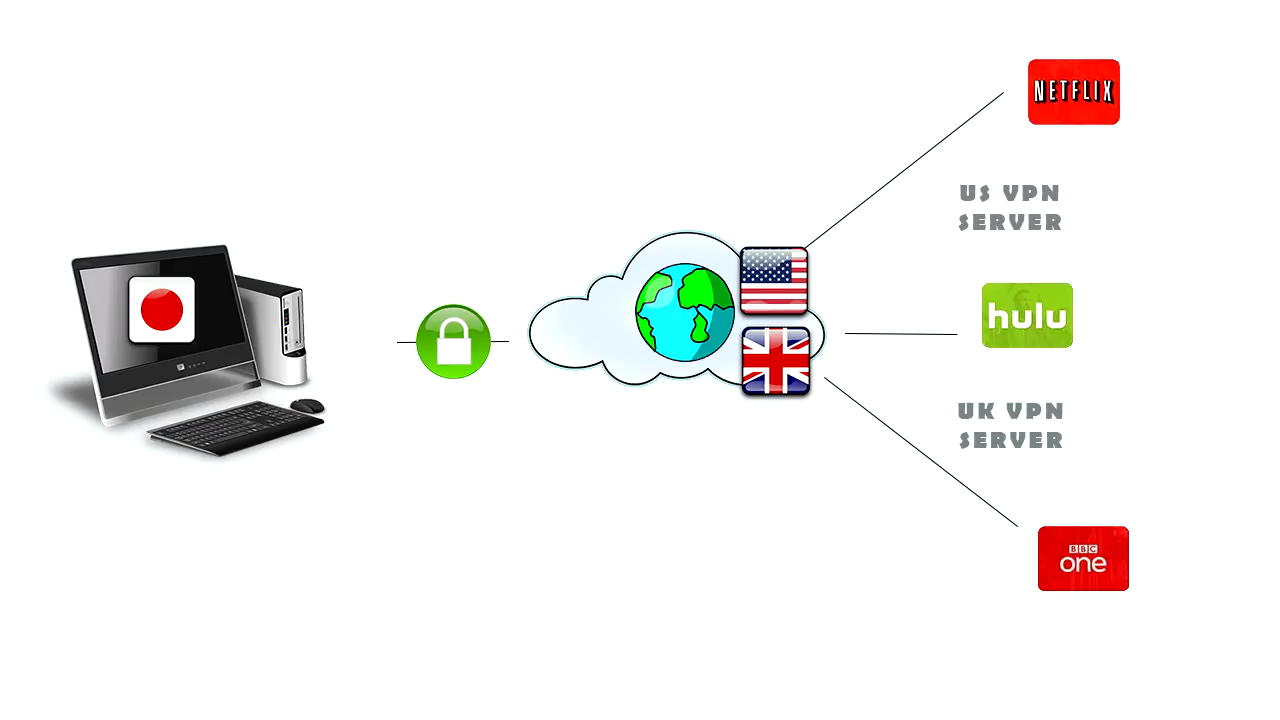 NETFLIX
US VPN
SERVER
hulu
UK VPN
SERVER
BBC
one